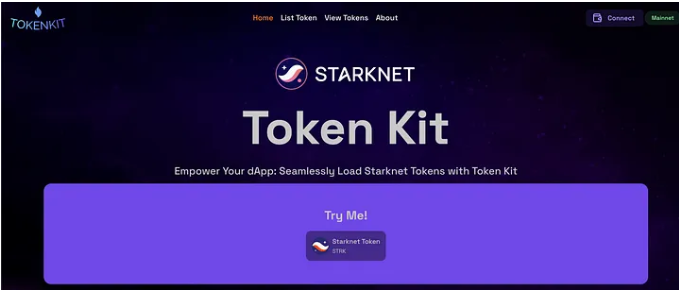 TOKENKIT
Home List Token View Tokens About
Connect Mainnet
STARKNET
Token Kit
Empower Your dApp: Seamlessly Load Starknet Tokens with Token Kit
Try Me!
Starknet Token
STRK